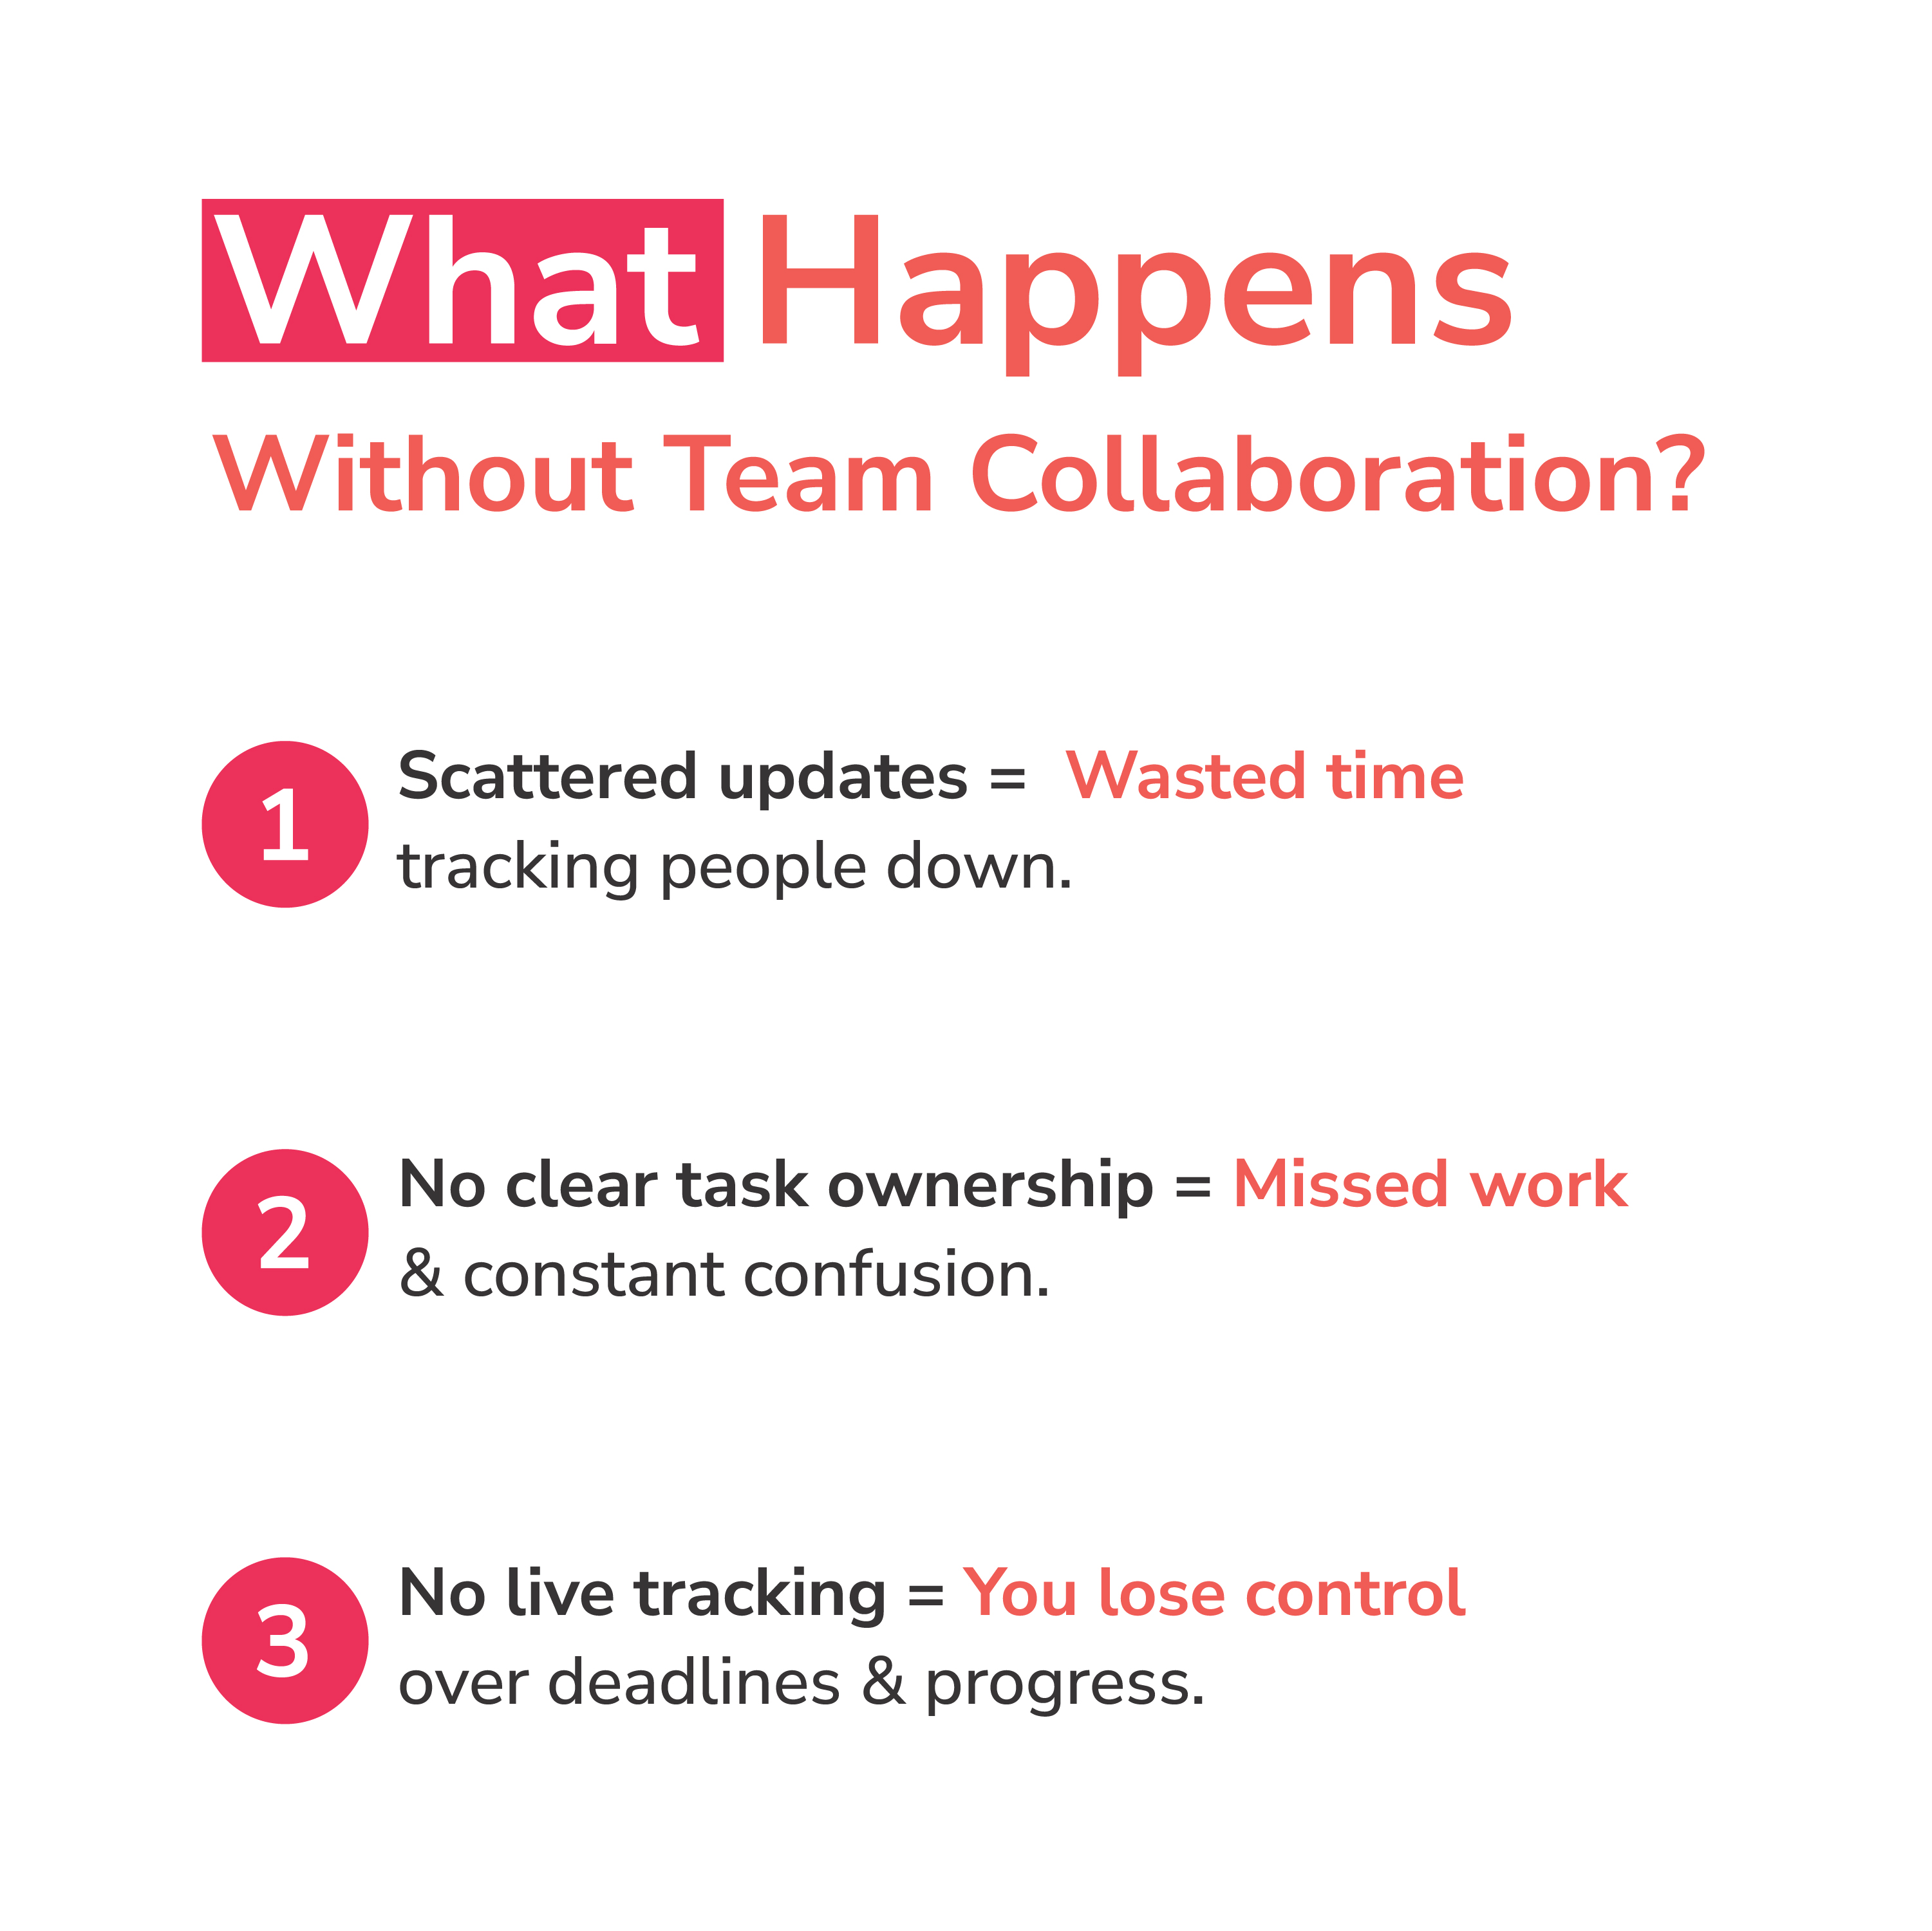 What Happens
Without Team Collaboration?
1
Scattered updates = Wasted time
tracking people down.
2
No clear task ownership = Missed work
& constant confusion.
3
No live tracking = You lose control
over deadlines & progress.